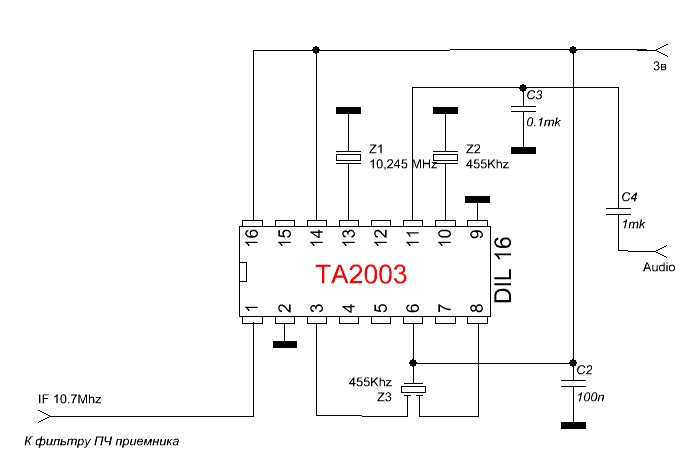 3в
C3
0.1mk
Z1
10,245 MHz
Z2
455Khz
C4
1mk
Audio
16 15 14 13 12 11 10 9
TA2003
DIL 16
1 2 3 4 5 6 7 8
455Khz
Z3
C2
100n
IF 10.7Mhz
К фильтру ПЧ приемника